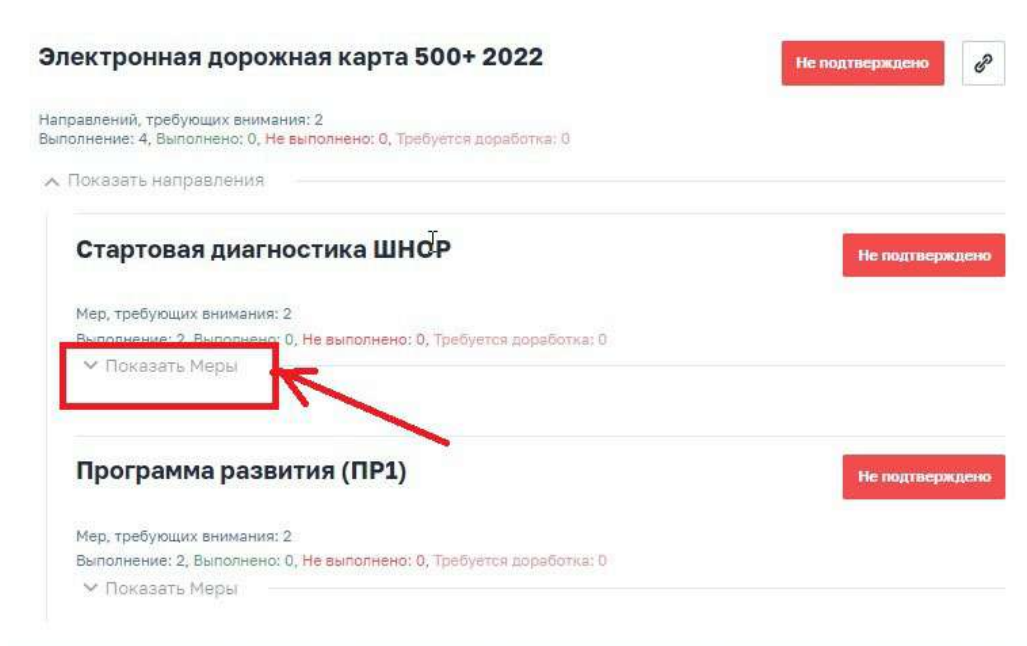 Электронная дорожная карта 500+ 2022
Не подтверждено
Направлений, требующих внимания: 2
Выполнение: 4, Выполнено: 0, Не выполнено: 0, Требуется доработка: 0
Показать направления
Стартовая диагностика ШНОР
Не подтверждено
Мер, требующих внимания: 2
Выполнение: 2, Выполнено: 0, Не выполнено: 0, Требуется доработка: 0
Показать Меры
Программа развития (ПР1)
Не подтверждено
Мер, требующих внимания: 2
Выполнение: 2, Выполнено: 0, Не выполнено: 0, Требуется доработка: 0
Показать Меры